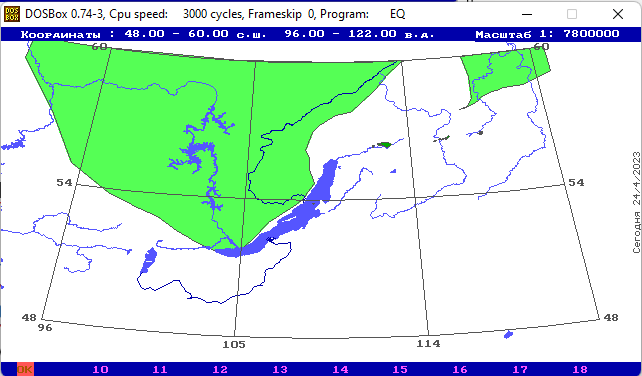 DOSBox 0.74-3, Cpu speed: 3000 cycles, Frameskip 0, Program: EQ
Координаты : 48.00 - 60.00 с.ш. 96.00 - 122.00 в.д. Масштаб 1: 7800000
60 60
54 54
48 48
96
105 114
Сегодня 24/4/2023
OK 10 11 12 13 14 15 16 17 18